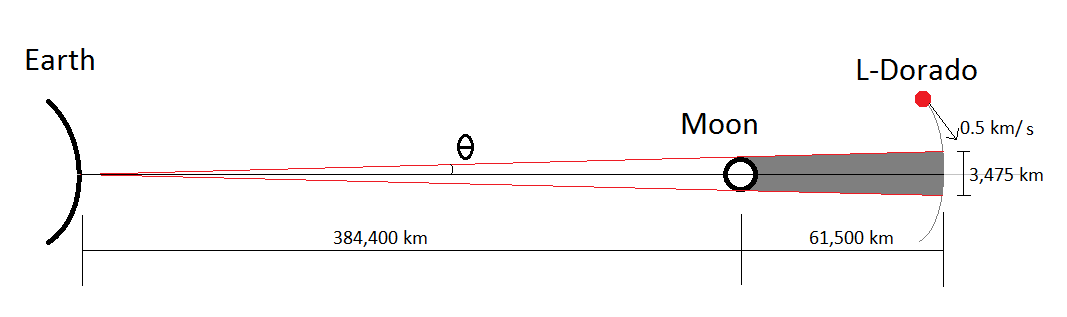 Earth
L-Dorado
Moon
0.5 km/s
θ
3,475 km
384,400 km
61,500 km